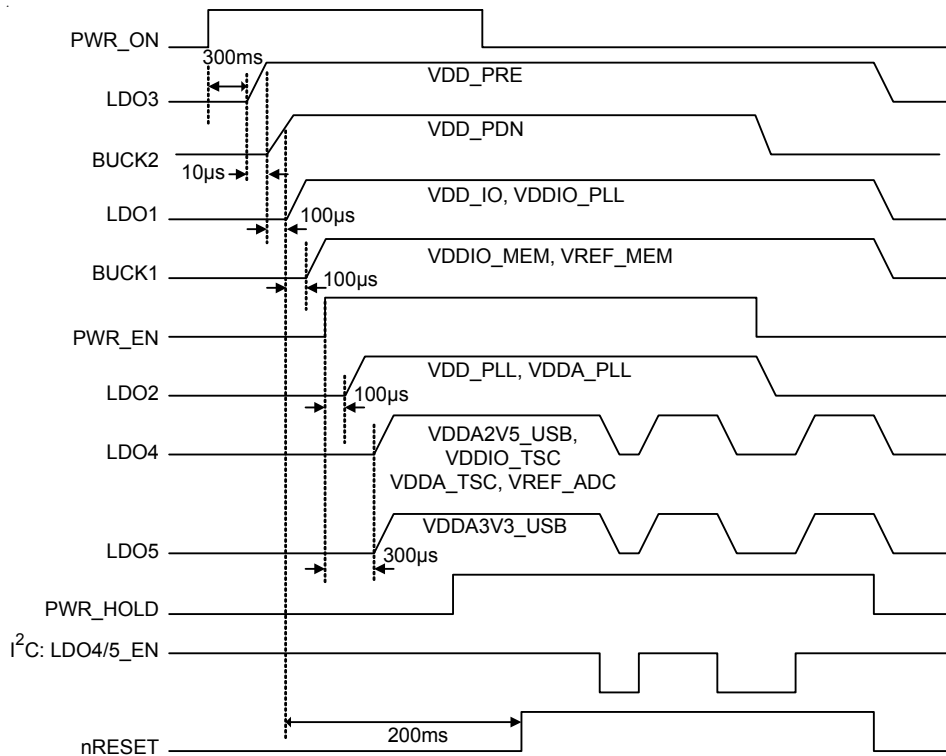 PWR_ON
300ms
VDD_PRE
LDO3
VDD_PDN
BUCK2
10µs
VDD_IO, VDDIO_PLL
LDO1
100µs
VDDIO_MEM, VREF_MEM
BUCK1
100µs
PWR_EN
VDD_PLL, VDDA_PLL
100µs
LDO2
VDDA2V5_USB,
VDDIO_TSC
VDDA_TSC, VREF_ADC
LDO4
VDDA3V3_USB
LDO5
300µs
PWR_HOLD
I²C: LDO4/5_EN
200ms
nRESET